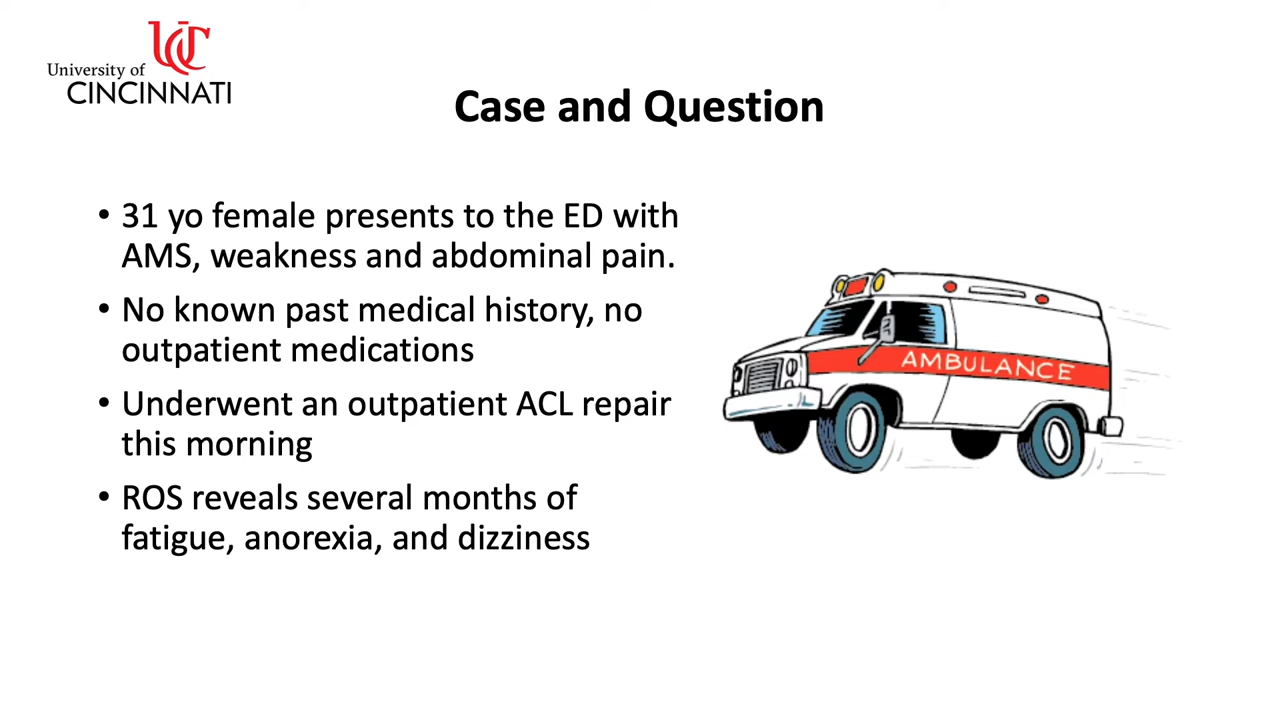 University of
CINCINNATI
Case and Question
• 31 yo female presents to the ED with
AMS, weakness and abdominal pain.
• No known past medical history, no
outpatient medications
• Underwent an outpatient ACL repair
this morning
• ROS reveals several months of
fatigue, anorexia, and dizziness
AMBULANCE